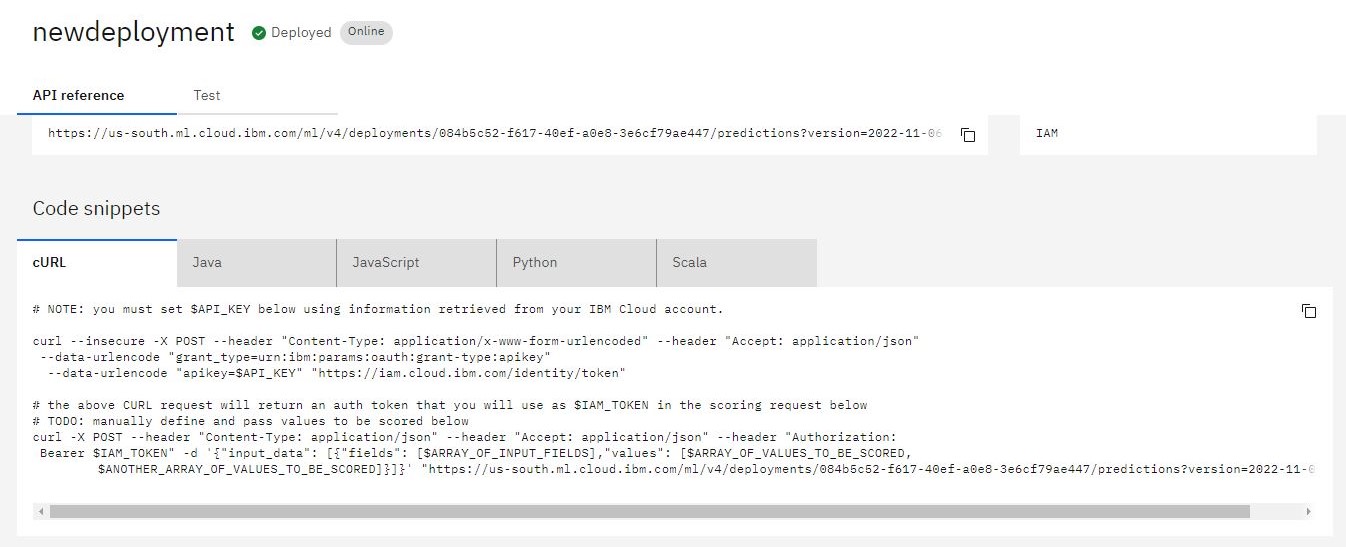 newdeployment Deployed Online
API reference Test
https://us-south.ml.cloud.ibm.com/ml/v4/deployments/084b5c52-f617-40ef-a0e8-3e6cf79ae447/predictions?version=2022-11-06 IAM
Code snippets
cURL Java JavaScript Python Scala
# NOTE: you must set $API_KEY below using information retrieved from your IBM Cloud account.
curl --insecure -X POST --header "Content-Type: application/x-www-form-urlencoded" --header "Accept: application/json"
--data-urlencode "grant_type=urn:ibm:params:oauth:grant-type:apikey"
--data-urlencode "apikey=$API_KEY" "https://iam.cloud.ibm.com/identity/token"
# the above CURL request will return an auth token that you will use as $IAM_TOKEN in the scoring request below
# TODO: manually define and pass values to be scored below
curl -X POST --header "Content-Type: application/json" --header "Accept: application/json" --header "Authorization:
Bearer $IAM_TOKEN" -d '{"input_data": [{"fields": [$ARRAY_OF_INPUT_FIELDS],"values": [$ARRAY_OF_VALUES_TO_BE_SCORED,
$ANOTHER_ARRAY_OF_VALUES_TO_BE_SCORED]}]}' "https://us-south.ml.cloud.ibm.com/ml/v4/deployments/084b5c52-f617-40ef-a0e8-3e6cf79ae447/predictions?version=2022-11-0